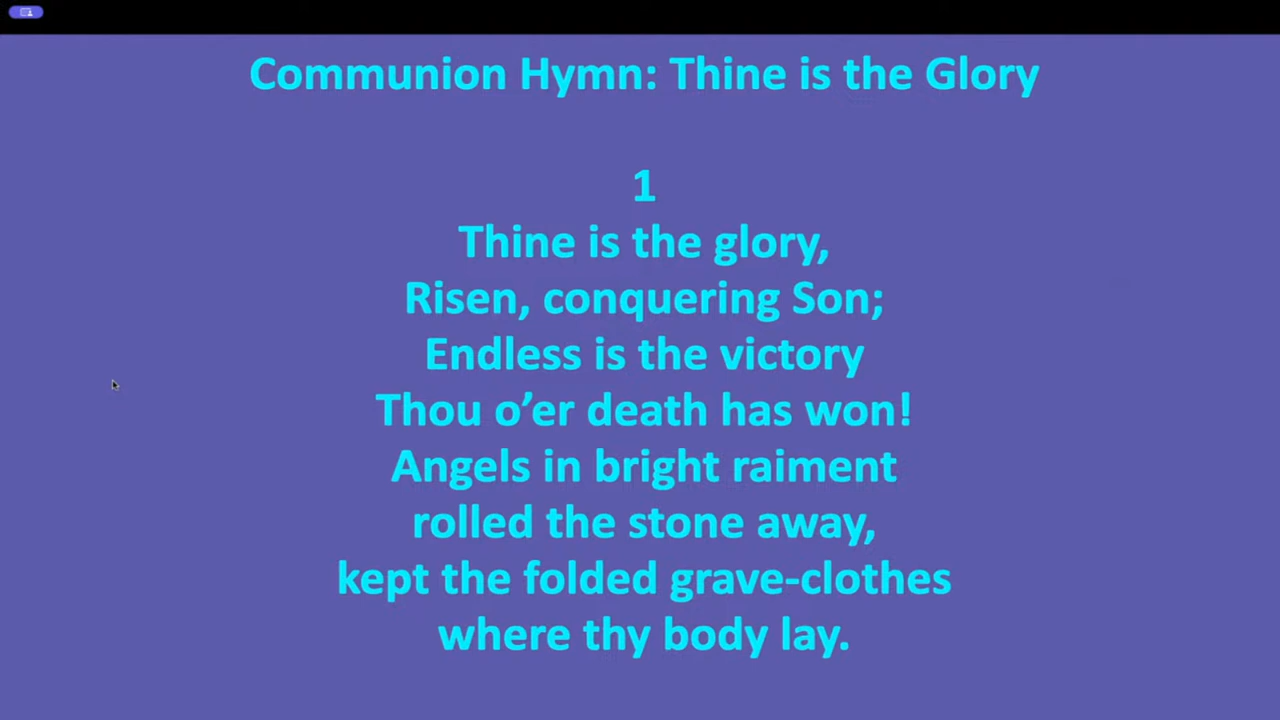 Communion Hymn: Thine is the Glory
1
Thine is the glory,
Risen, conquering Son;
Endless is the victory
Thou o’er death has won!
Angels in bright raiment
rolled the stone away,
kept the folded grave-clothes
where thy body lay.